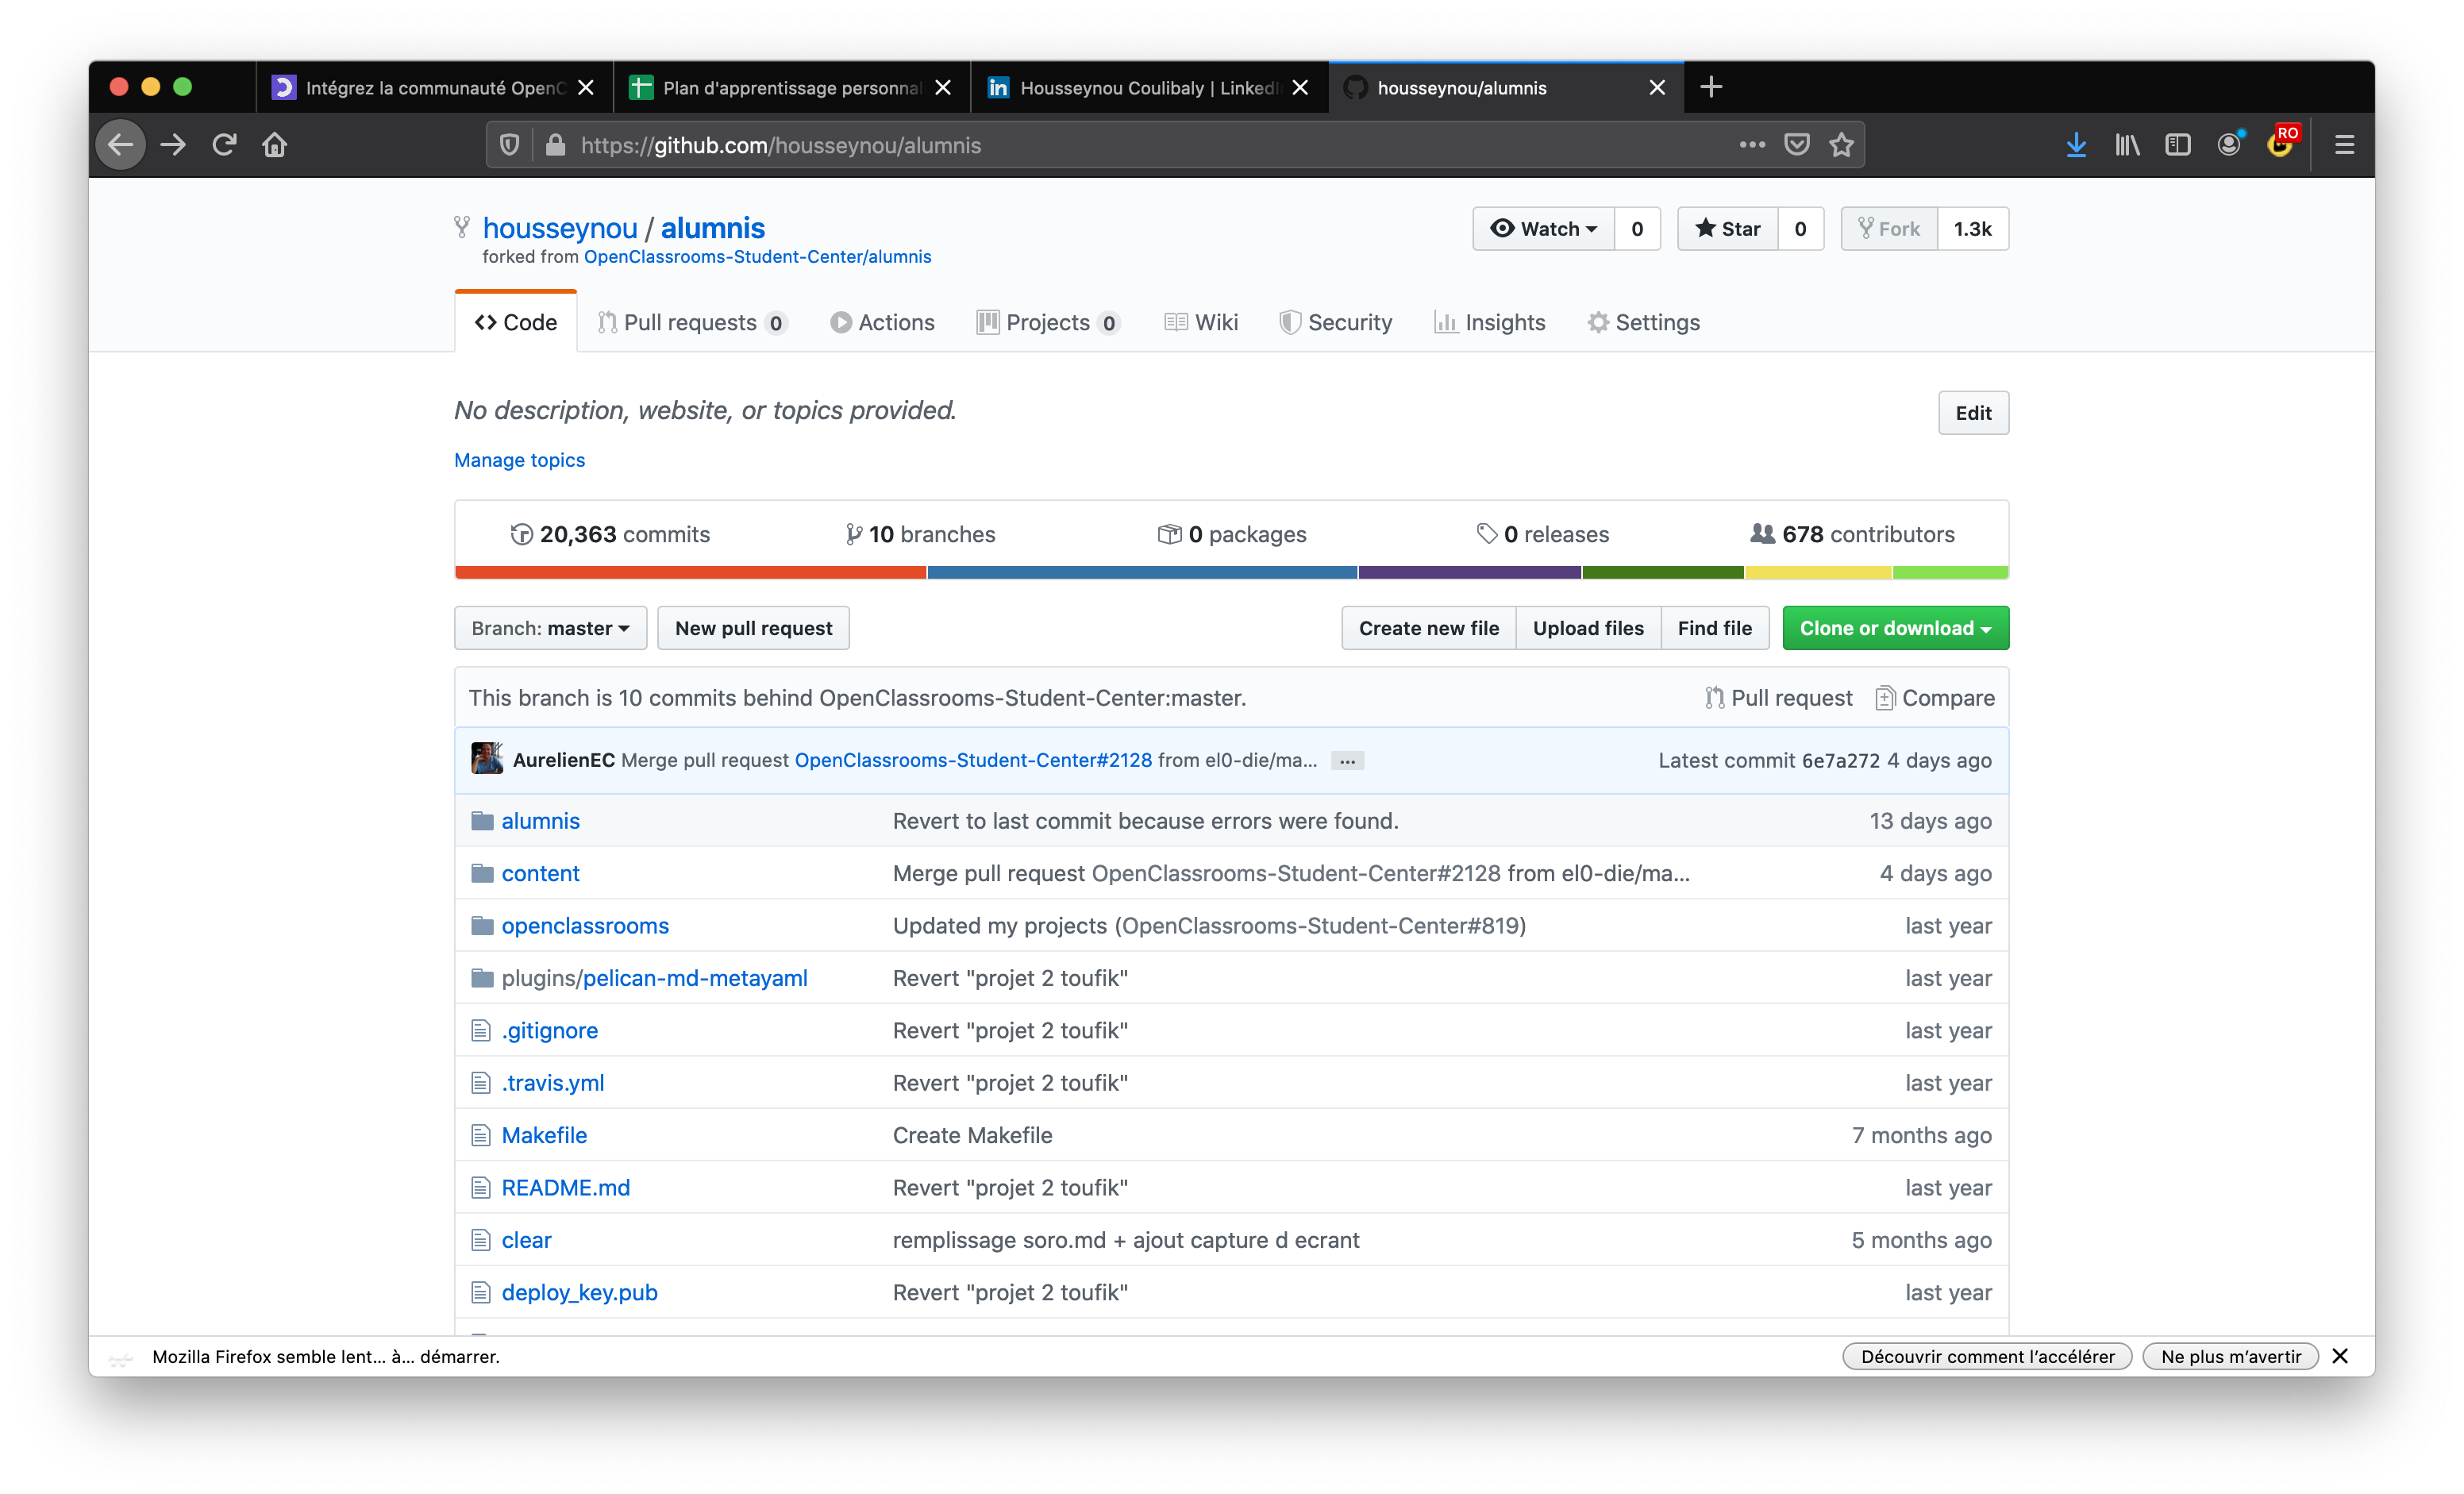 Intégrez la communauté OpenC
Plan d'apprentissage personnal
Housseynou Coulibaly | LinkedI
housseynou/alumnis
https://github.com/housseynou/alumnis
RO
housseynou / alumnis
forked from OpenClassrooms-Student-Center/alumnis
Watch 0
Star 0
Fork 1.3k
Code
Pull requests 0
Actions
Projects 0
Wiki
Security
Insights
Settings
No description, website, or topics provided.
Edit
Manage topics
20,363 commits
10 branches
0 packages
0 releases
678 contributors
Branch: master
New pull request
Create new file
Upload files
Find file
Clone or download
This branch is 10 commits behind OpenClassrooms-Student-Center:master.
Pull request
Compare
AurelienEC Merge pull request OpenClassrooms-Student-Center#2128 from el0-die/ma... ...
Latest commit 6e7a272 4 days ago
alumnis Revert to last commit because errors were found. 13 days ago
content Merge pull request OpenClassrooms-Student-Center#2128 from el0-die/ma... 4 days ago
openclassrooms Updated my projects (OpenClassrooms-Student-Center#819) last year
plugins/pelican-md-metayaml Revert "projet 2 toufik" last year
.gitignore Revert "projet 2 toufik" last year
.travis.yml Revert "projet 2 toufik" last year
Makefile Create Makefile 7 months ago
README.md Revert "projet 2 toufik" last year
clear remplissage soro.md + ajout capture d ecrant 5 months ago
deploy_key.pub Revert "projet 2 toufik" last year
Mozilla Firefox semble lent... à... démarrer.
Découvrir comment l'accélérer
Ne plus m'avertir